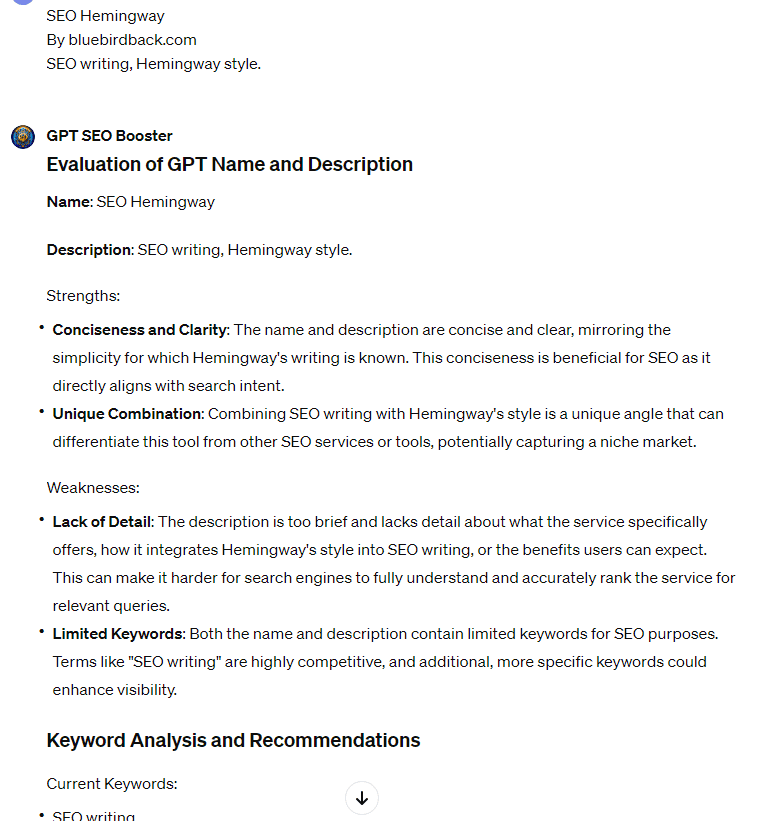 SEO Hemingway
By bluebirdback.com
SEO writing, Hemingway style.
GPT SEO Booster
Evaluation of GPT Name and Description
Name: SEO Hemingway
Description: SEO writing, Hemingway style.
Strengths:
• Conciseness and Clarity: The name and description are concise and clear, mirroring the
simplicity for which Hemingway's writing is known. This conciseness is beneficial for SEO as it
directly aligns with search intent.
• Unique Combination: Combining SEO writing with Hemingway's style is a unique angle that can
differentiate this tool from other SEO services or tools, potentially capturing a niche market.
Weaknesses:
• Lack of Detail: The description is too brief and lacks detail about what the service specifically
offers, how it integrates Hemingway's style into SEO writing, or the benefits users can expect.
This can make it harder for search engines to fully understand and accurately rank the service for
relevant queries.
• Limited Keywords: Both the name and description contain limited keywords for SEO purposes.
Terms like "SEO writing" are highly competitive, and additional, more specific keywords could
enhance visibility.
Keyword Analysis and Recommendations
Current Keywords:
• SEO writing